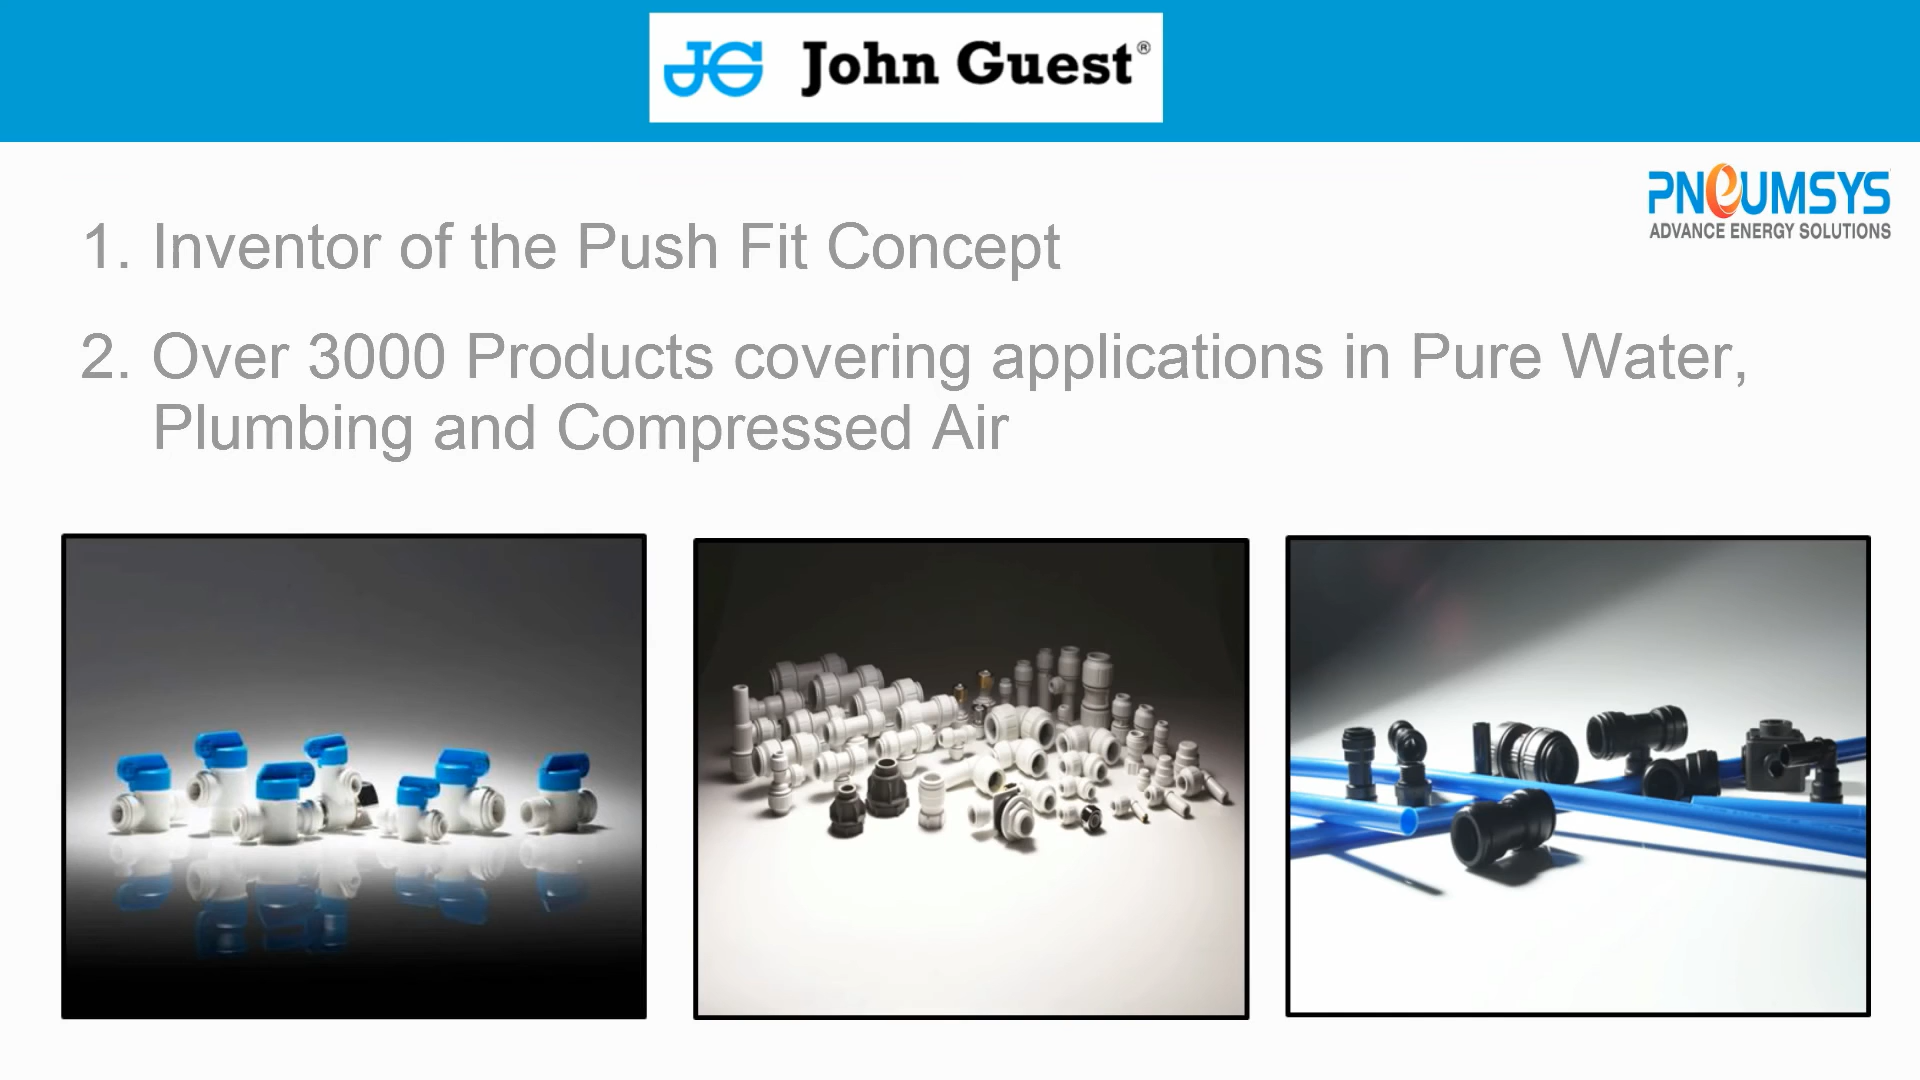 JG John Guest®
PNEUMSYS
ADVANCE ENERGY SOLUTIONS
1. Inventor of the Push Fit Concept
2. Over 3000 Products covering applications in Pure Water,
Plumbing and Compressed Air